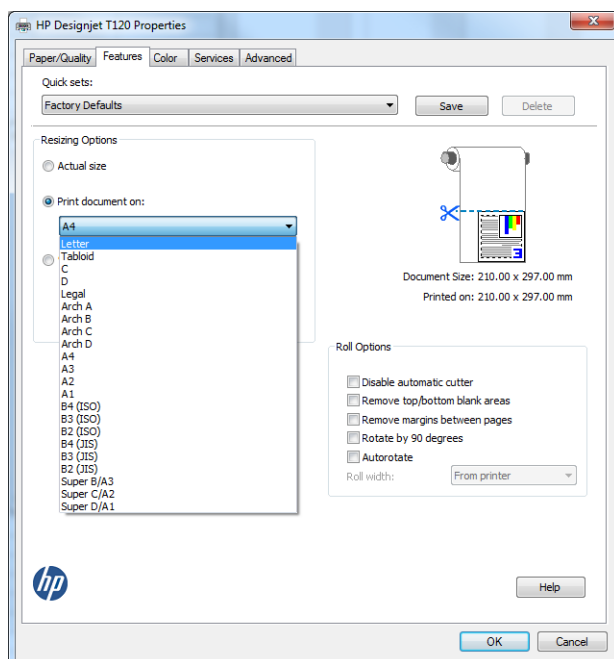 HP Designjet T120 Properties
Paper/Quality Features Color Services Advanced
Quick sets:
Factory Defaults Save Delete
Resizing Options
Actual size
Print document on:
A4
Letter
Tabloid
C
D
Legal
Arch A
Arch B
Arch C
Arch D
A4
A3
A2
A1
B4 (ISO)
B3 (ISO)
B2 (ISO)
B4 (JIS)
B3 (JIS)
B2 (JIS)
Super B/A3
Super C/A2
Super D/A1
3
Document Size: 210.00 x 297.00 mm
Printed on: 210.00 x 297.00 mm
Roll Options
Disable automatic cutter
Remove top/bottom blank areas
Remove margins between pages
Rotate by 90 degrees
Autorotate
Roll width: From printer
hp
Help
OK Cancel